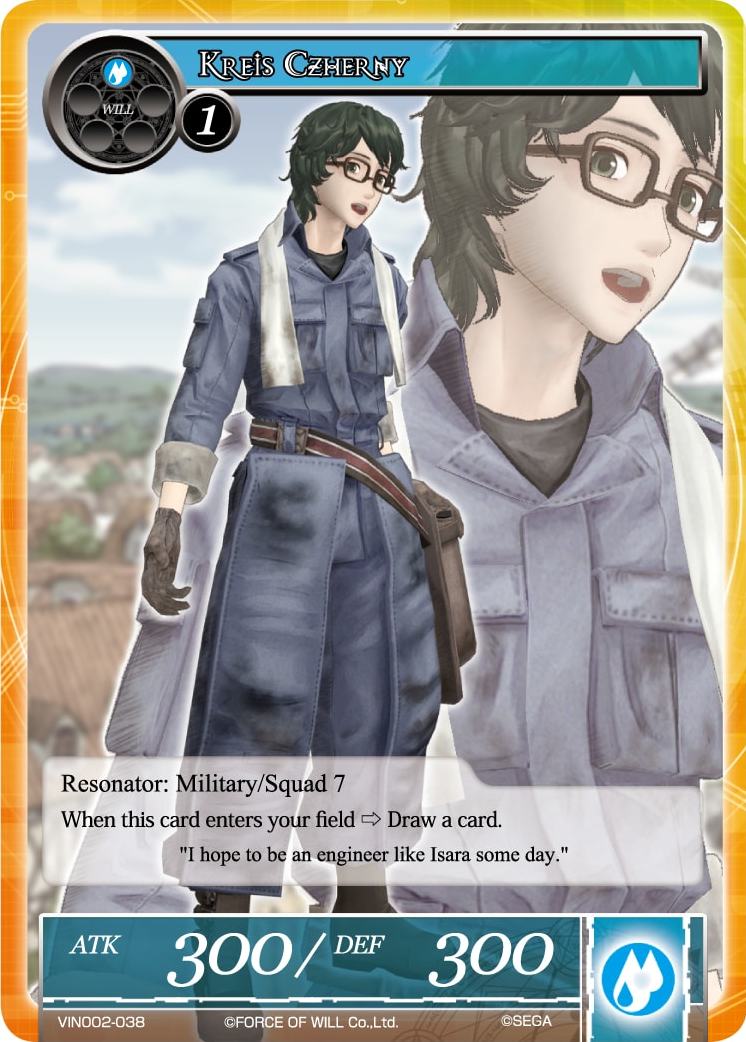 Kreis Czherny
WILL
1
Resonator: Military/Squad 7
When this card enters your field ⇨ Draw a card.
"I hope to be an engineer like Isara some day."
ATK 300/ DEF 300
VIN002-038 ©FORCE OF WILL Co.,Ltd. ©SEGA